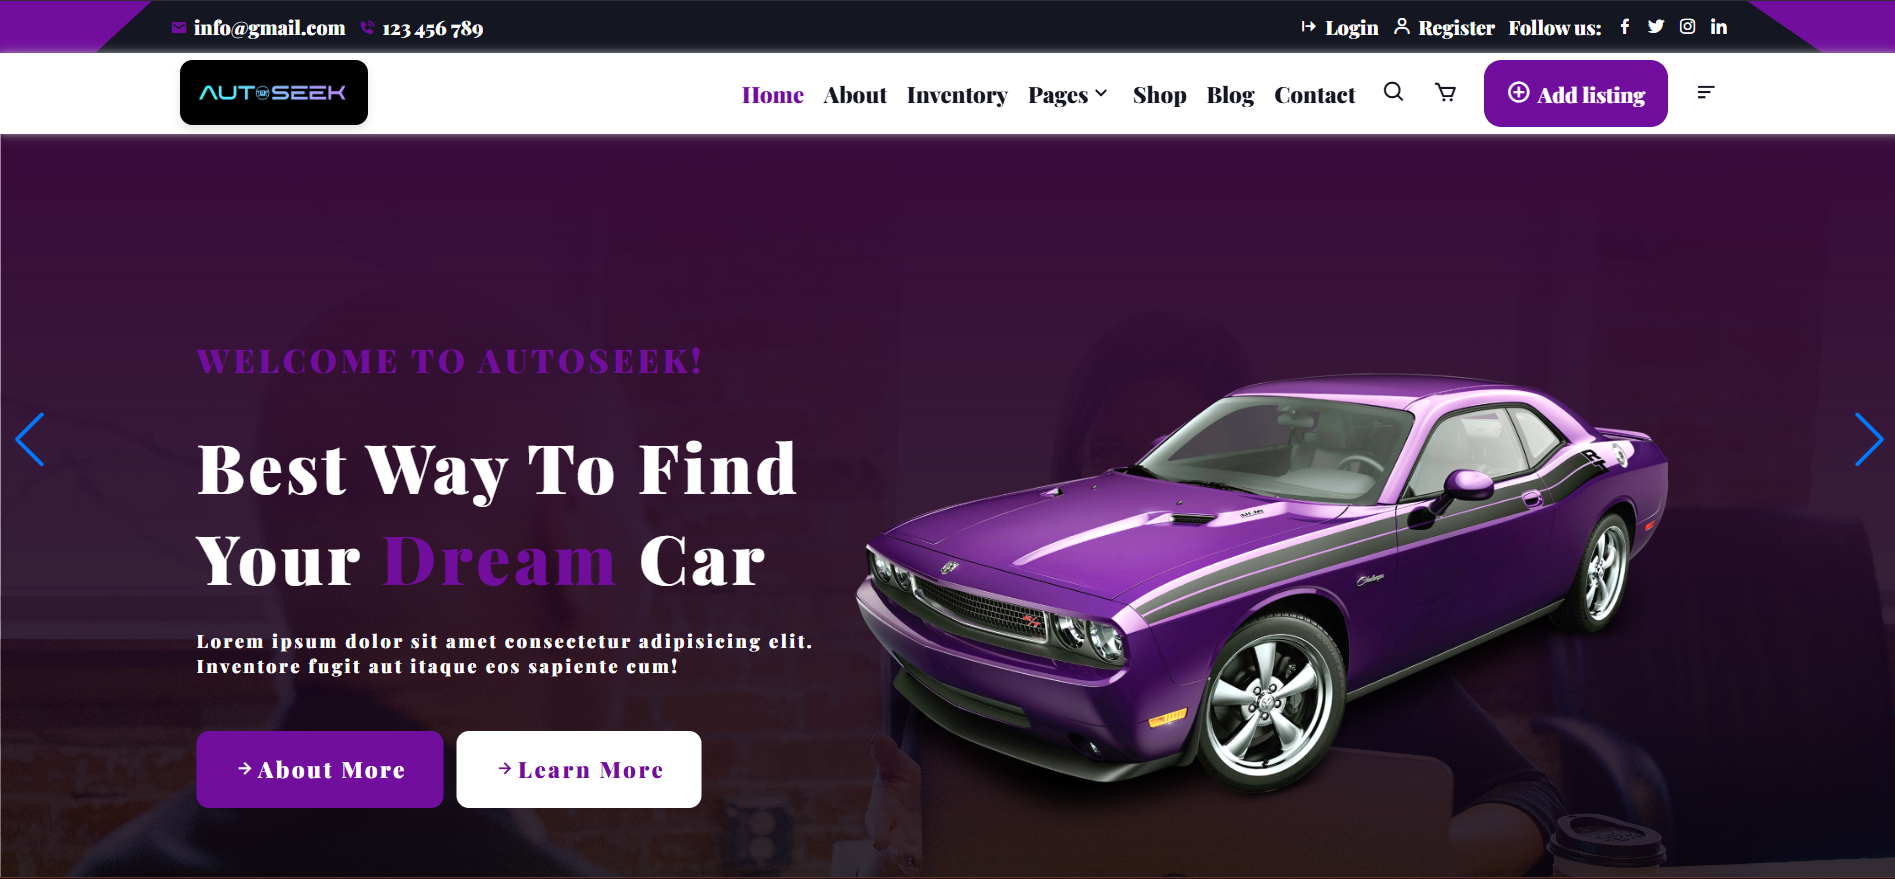 info@gmail.com 123 456 789
Login Register Follow us:
AUTOSEEK
Home About Inventory Pages Shop Blog Contact Add listing
WELCOME TO AUTOSEEK!
Best Way To Find
Your Dream Car
Lorem ipsum dolor sit amet consectetur adipisicing elit.
Inventore fugit aut itaque eos sapiente eum!
About More Learn More
R/T
Challenger